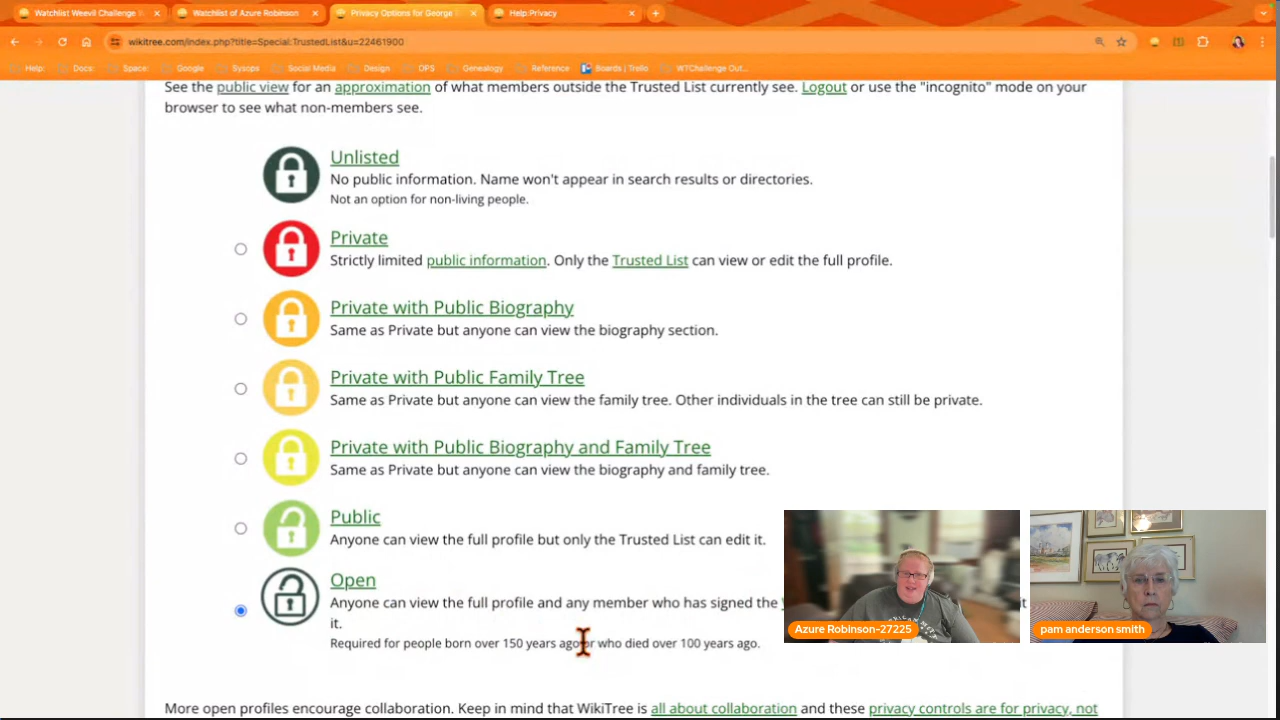 Watchlist Weevil Challenge
Watchlist of Azure Robinson
Privacy Options for George
Help:Privacy
wikitree.com/index.php?title=Special:TrustedList&u=22461900
Help:
Docs:
Space:
Google
Sysops
Social Media
Design
OPS
Genealogy
Reference
Boards | Trello
WTChallenge Out...
See the public view for an approximation of what members outside the Trusted List currently see. Logout or use the "incognito" mode on your
browser to see what non-members see.
Unlisted
No public information. Name won't appear in search results or directories.
Not an option for non-living people.
Private
Strictly limited public information. Only the Trusted List can view or edit the full profile.
Private with Public Biography
Same as Private but anyone can view the biography section.
Private with Public Family Tree
Same as Private but anyone can view the family tree. Other individuals in the tree can still be private.
Private with Public Biography and Family Tree
Same as Private but anyone can view the biography and family tree.
Public
Anyone can view the full profile but only the Trusted List can edit it.
Open
Anyone can view the full profile and any member who has signed the
it.
Required for people born over 150 years ago or who died over 100 years ago.
Azure Robinson-27225
pam anderson smith
More open profiles encourage collaboration. Keep in mind that WikiTree is all about collaboration and these privacy controls are for privacy, not